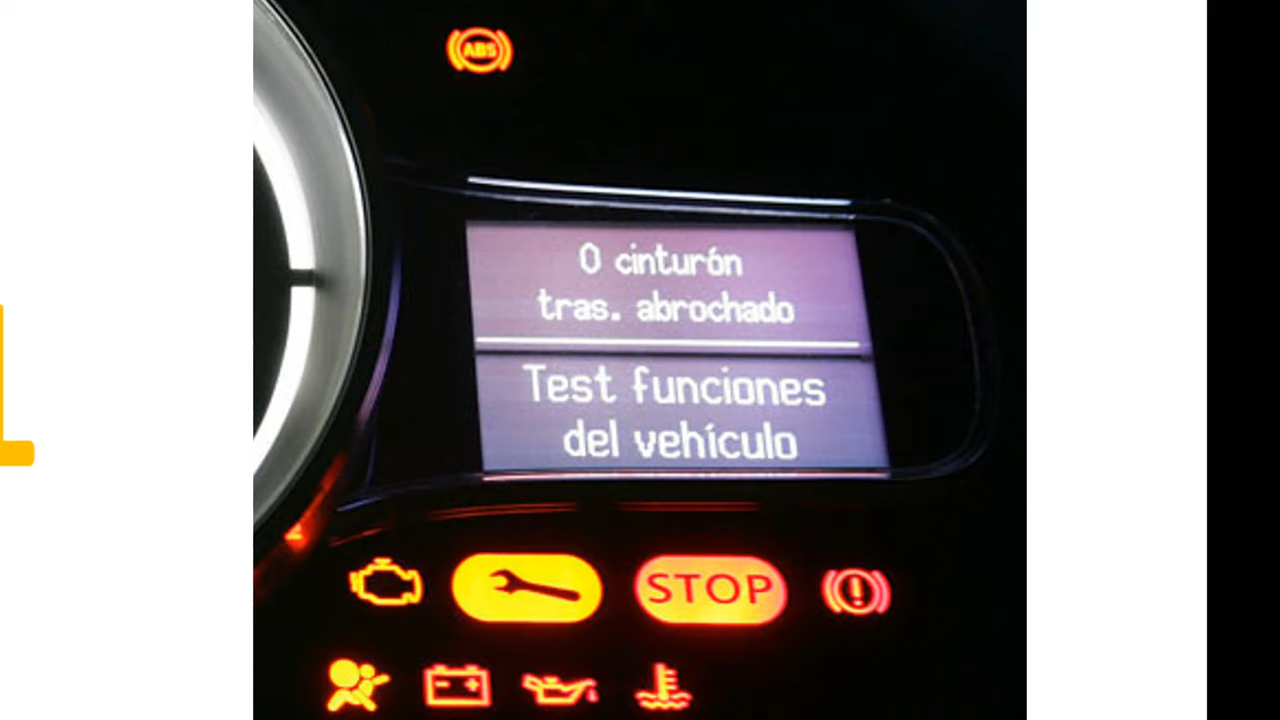 ABS
0 cinturón
tras. abrochado
Test funciones
del vehículo
STOP